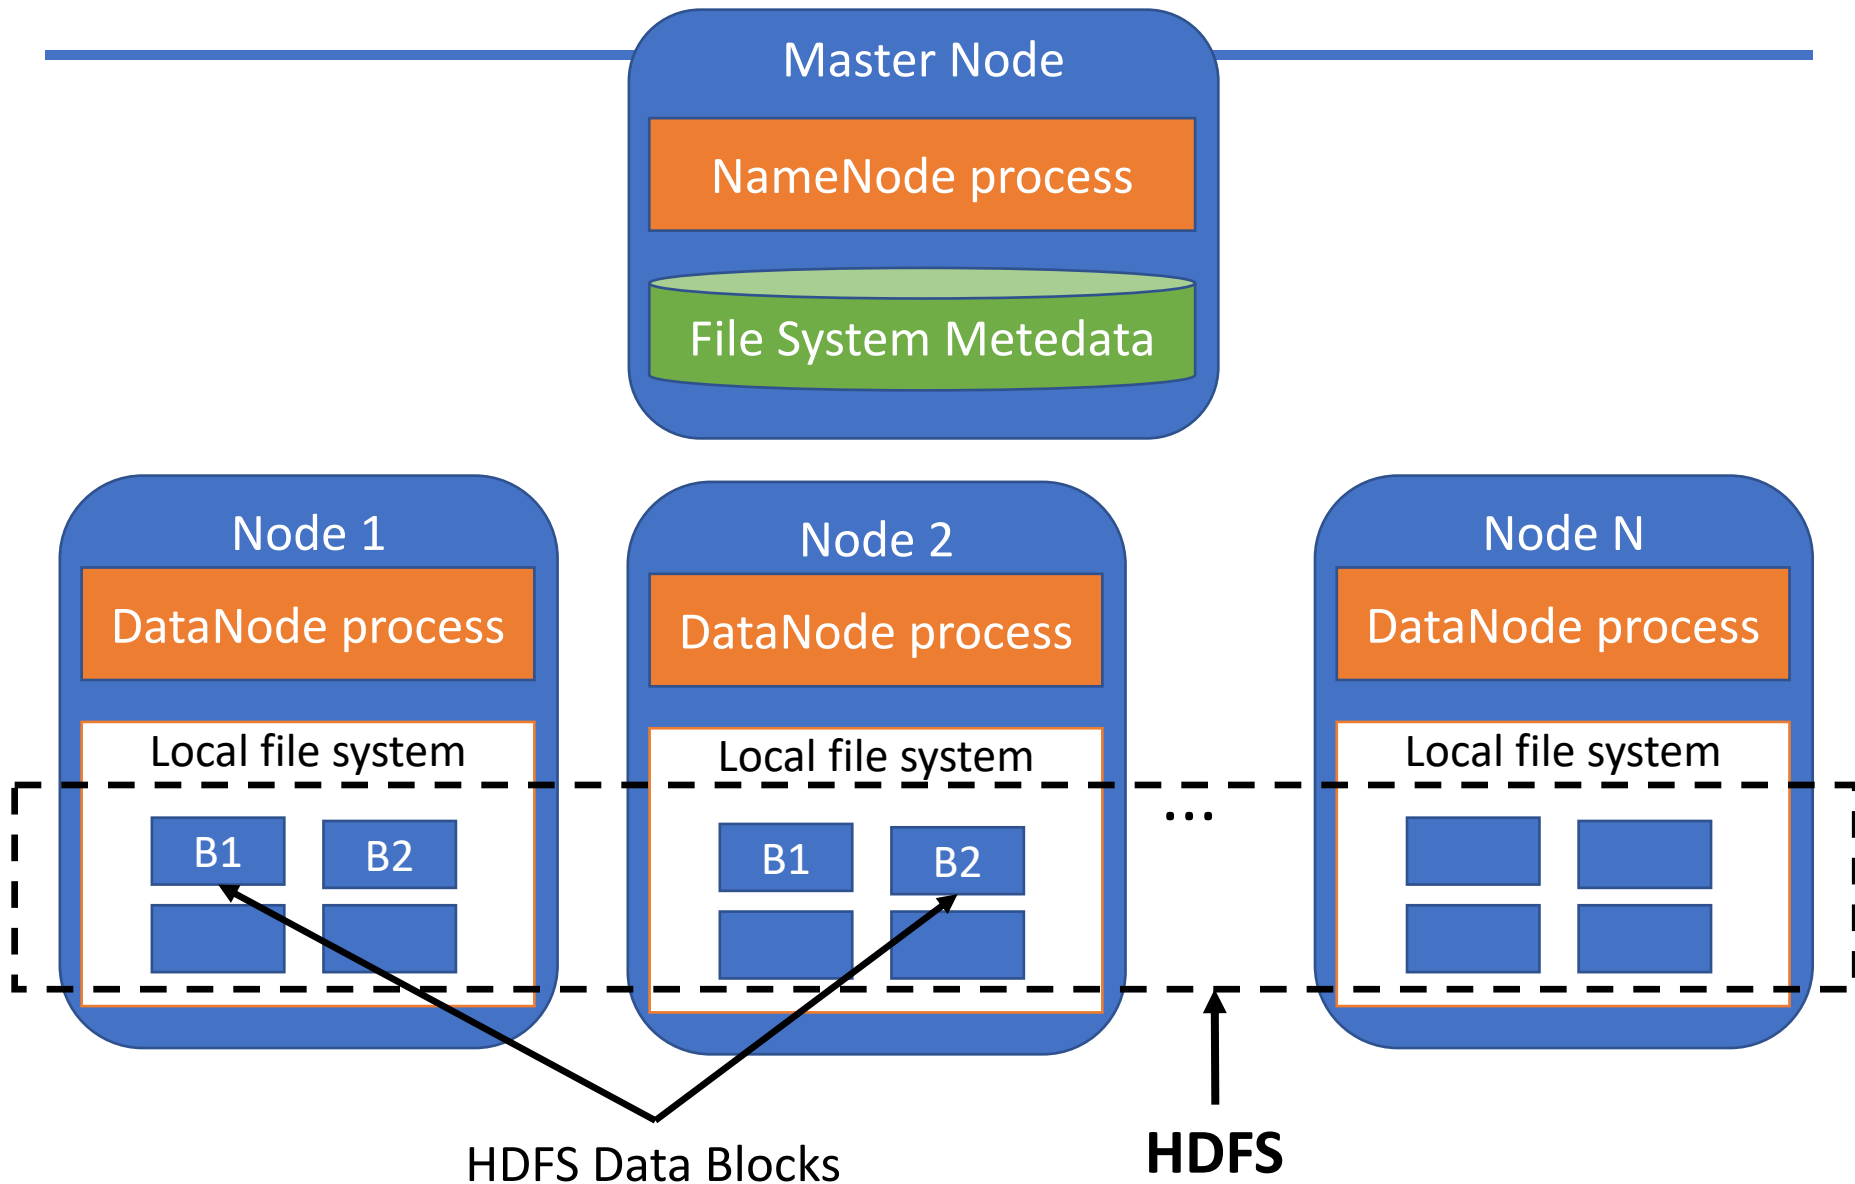 Master Node
NameNode process
File System Metedata
Node 1
DataNode process
Local file system
B1
B2
Node 2
DataNode process
Local file system
B1
B2
...
Node N
DataNode process
Local file system
HDFS Data Blocks
HDFS